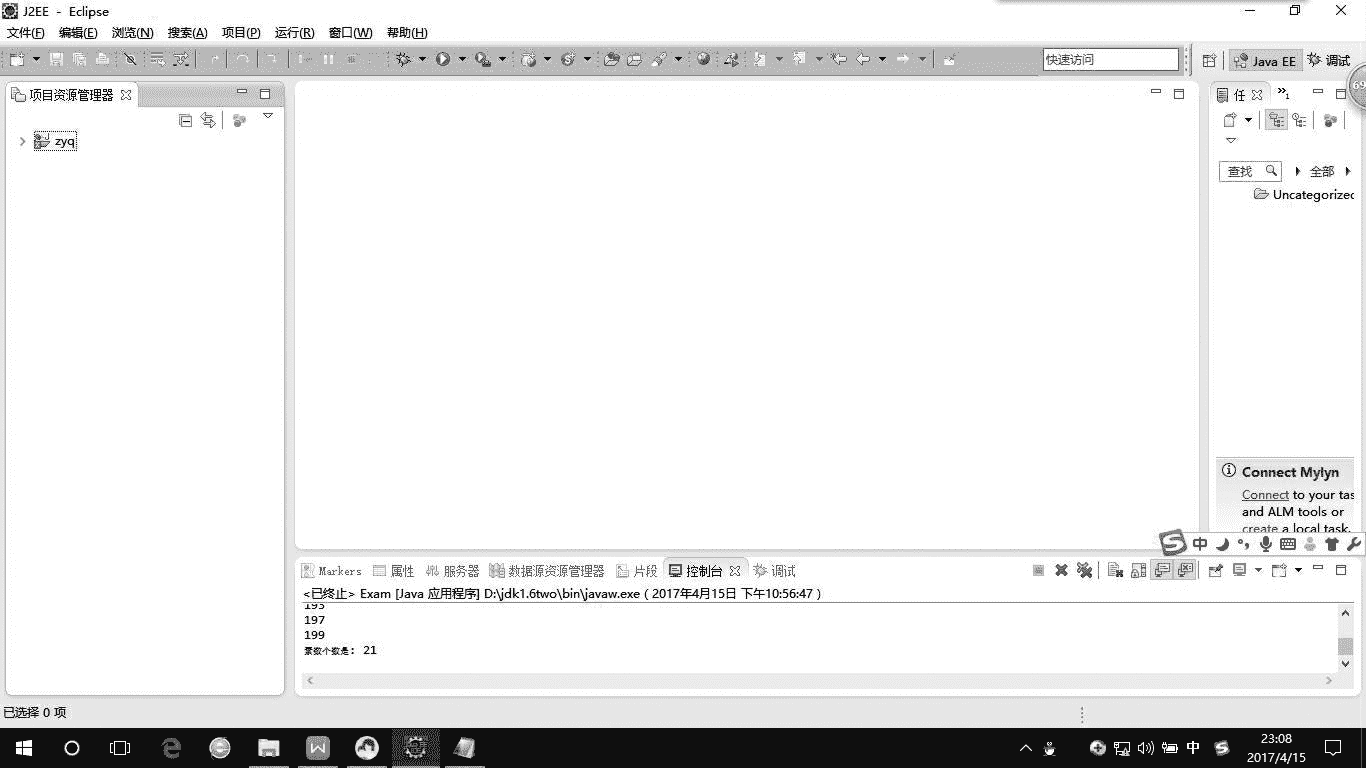 J2EE - Eclipse
文件(F) 编辑(E) 浏览(N) 搜索(A) 项目(P) 运行(R) 窗口(W) 帮助(H)
快速访问 Java EE 调试
项目资源管理器 任
zyq
查找 全部
Uncategorized
Connect Mylyn
Connect to your tas
and ALM tools or
create a local task.
中
Markers 属性 服务器 数据源资源管理器 片段 控制台 调试
<已终止> Exam [Java 应用程序] D:\jdk1.6two\bin\javaw.exe ( 2017年4月15日 下午10:56:47 )
193
197
199
素数个数是: 21
已选择 0 项
中 23:08
2017/4/15